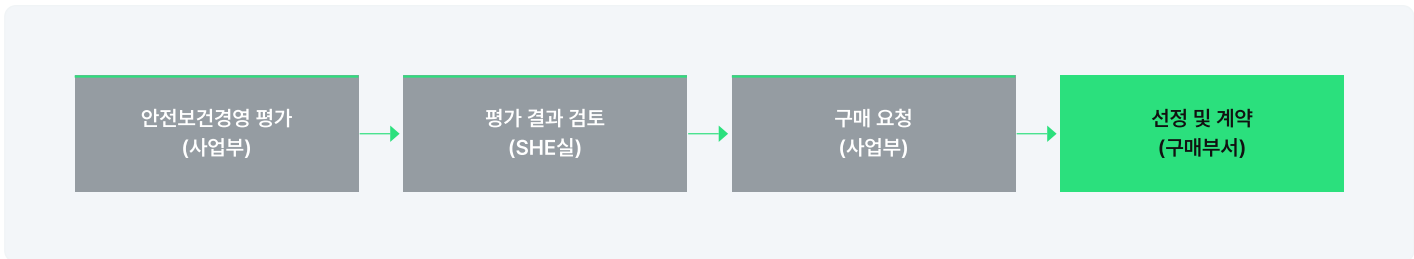 안전보건경영 평가
(사업부)
평가 결과 검토
(SHE실)
구매 요청
(사업부)
선정 및 계약
(구매부서)